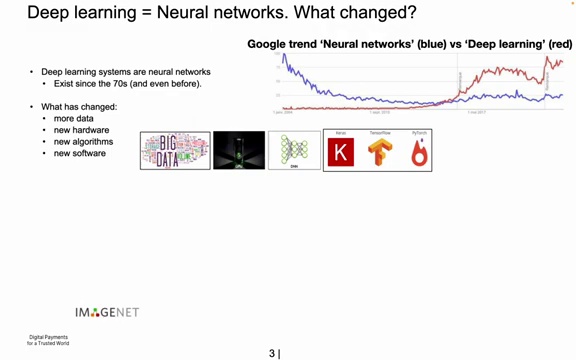 Deep learning = Neural networks. What changed?
Google trend 'Neural networks' (blue) vs 'Deep learning' (red)
• Deep learning systems are neural networks
• Exist since the 70s (and even before).
• What has changed:
• more data
• new hardware
• new algorithms
• new software
BIG DATA
Keras
TensorFlow
PyTorch
K
IMAGENET
Digital Payments
for a Trusted World
3 |